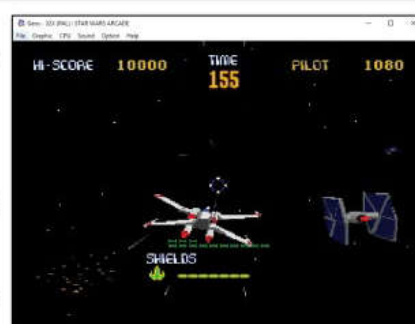 Gens - 32X (PAL) : STAR WARS ARCADE
File Graphic CPU Sound Option Help
HI-SCORE 10000 TIME PILOT 1080
155
SHIELDS